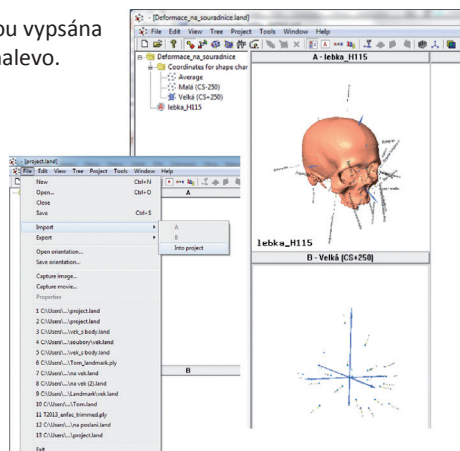 ou vypsána
nalevo.
- [Deformace_na_souradnice.land]
File Edit View Tree Project Tools Window Help
Deformace_na_souradnice
Coordinates for shape char
Average
Malá (CS-250)
Velká (CS+250)
lebka_H115
A - lebka_H115
lebka_H115
B - Velká (CS+250)
- [project.land]
File Edit View Tree Project Tools Window Help
New Ctrl+N
Open... Ctrl+O
Close
Save Ctrl+S
Import
Export
Open orientation...
Save orientation...
Capture image...
Capture movie...
Properties
1 C:\Users\...\project.land
2 C:\Users\...\project.land
3 C:\Users\...\vek_s body.land
4 C:\Users\...\soubory\vek.land
5 C:\Users\...\vek_s body.land
6 C:\Users\...\Tom_landmark.ply
7 C:\Users\...\na vek.land
8 C:\Users\...\na vek (2).land
9 C:\Users\...\Landmark\vek.land
10 C:\Users\...\Tom.land
11 T2013_enfac_trimmed.ply
12 C:\Users\...\na poslani.land
13 C:\Users\...\project.land
Exit
A
B
Into project
A
B